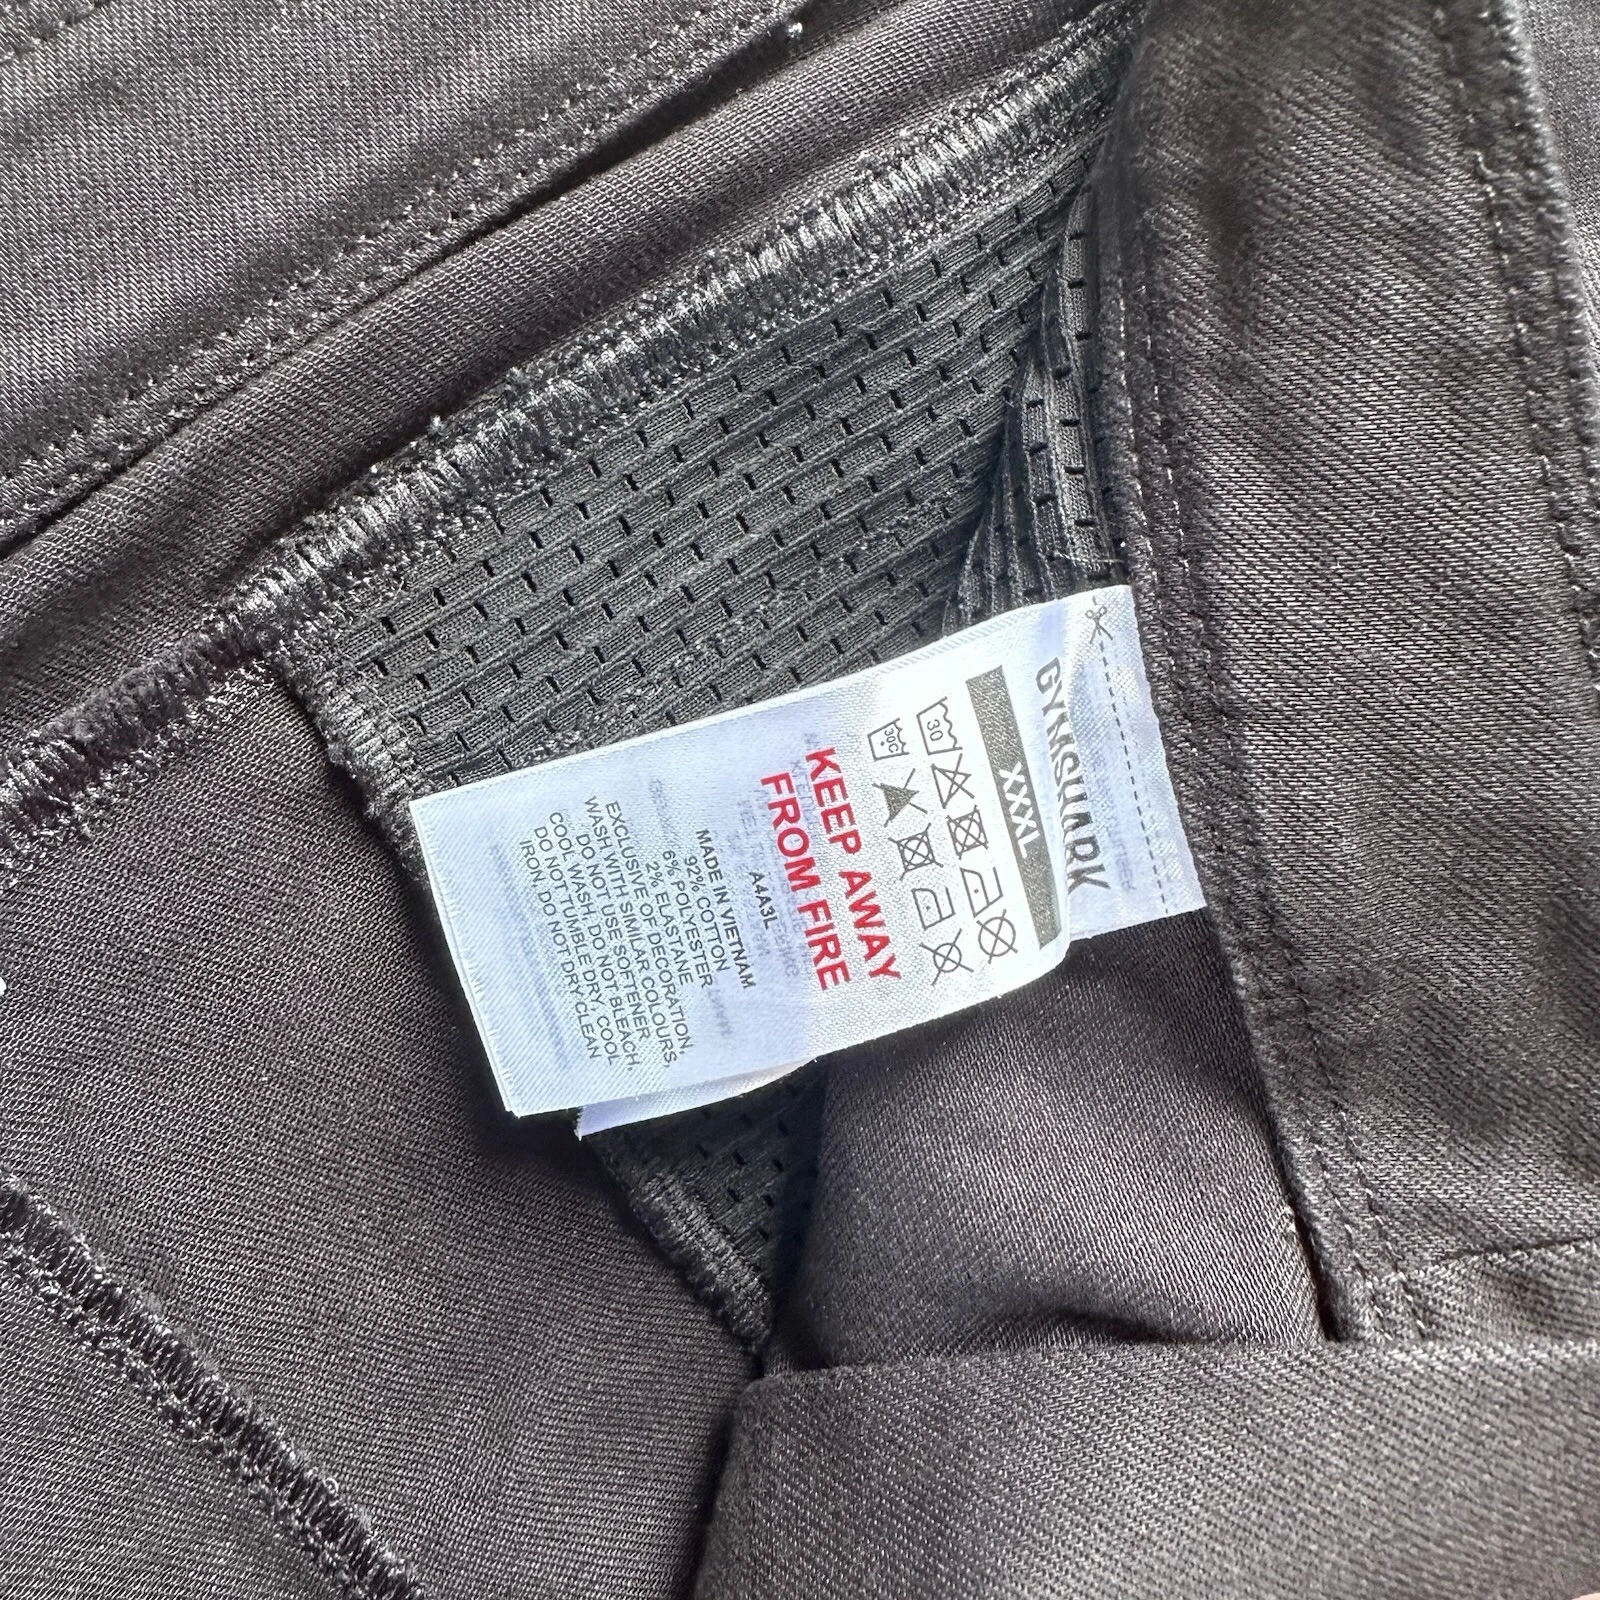 GYMSHARK
XXXL
30
30C
KEEP AWAY
FROM FIRE
A4A3L
MADE IN VIETNAM
92% COTTON
6% POLYESTER
2% ELASTANE
EXCLUSIVE OF DECORATION.
WASH WITH SIMILAR COLOURS,
DO NOT USE SOFTENER
COOL WASH, DO NOT BLEACH,
DO NOT TUMBLE DRY, COOL
IRON, DO NOT DRY CLEAN